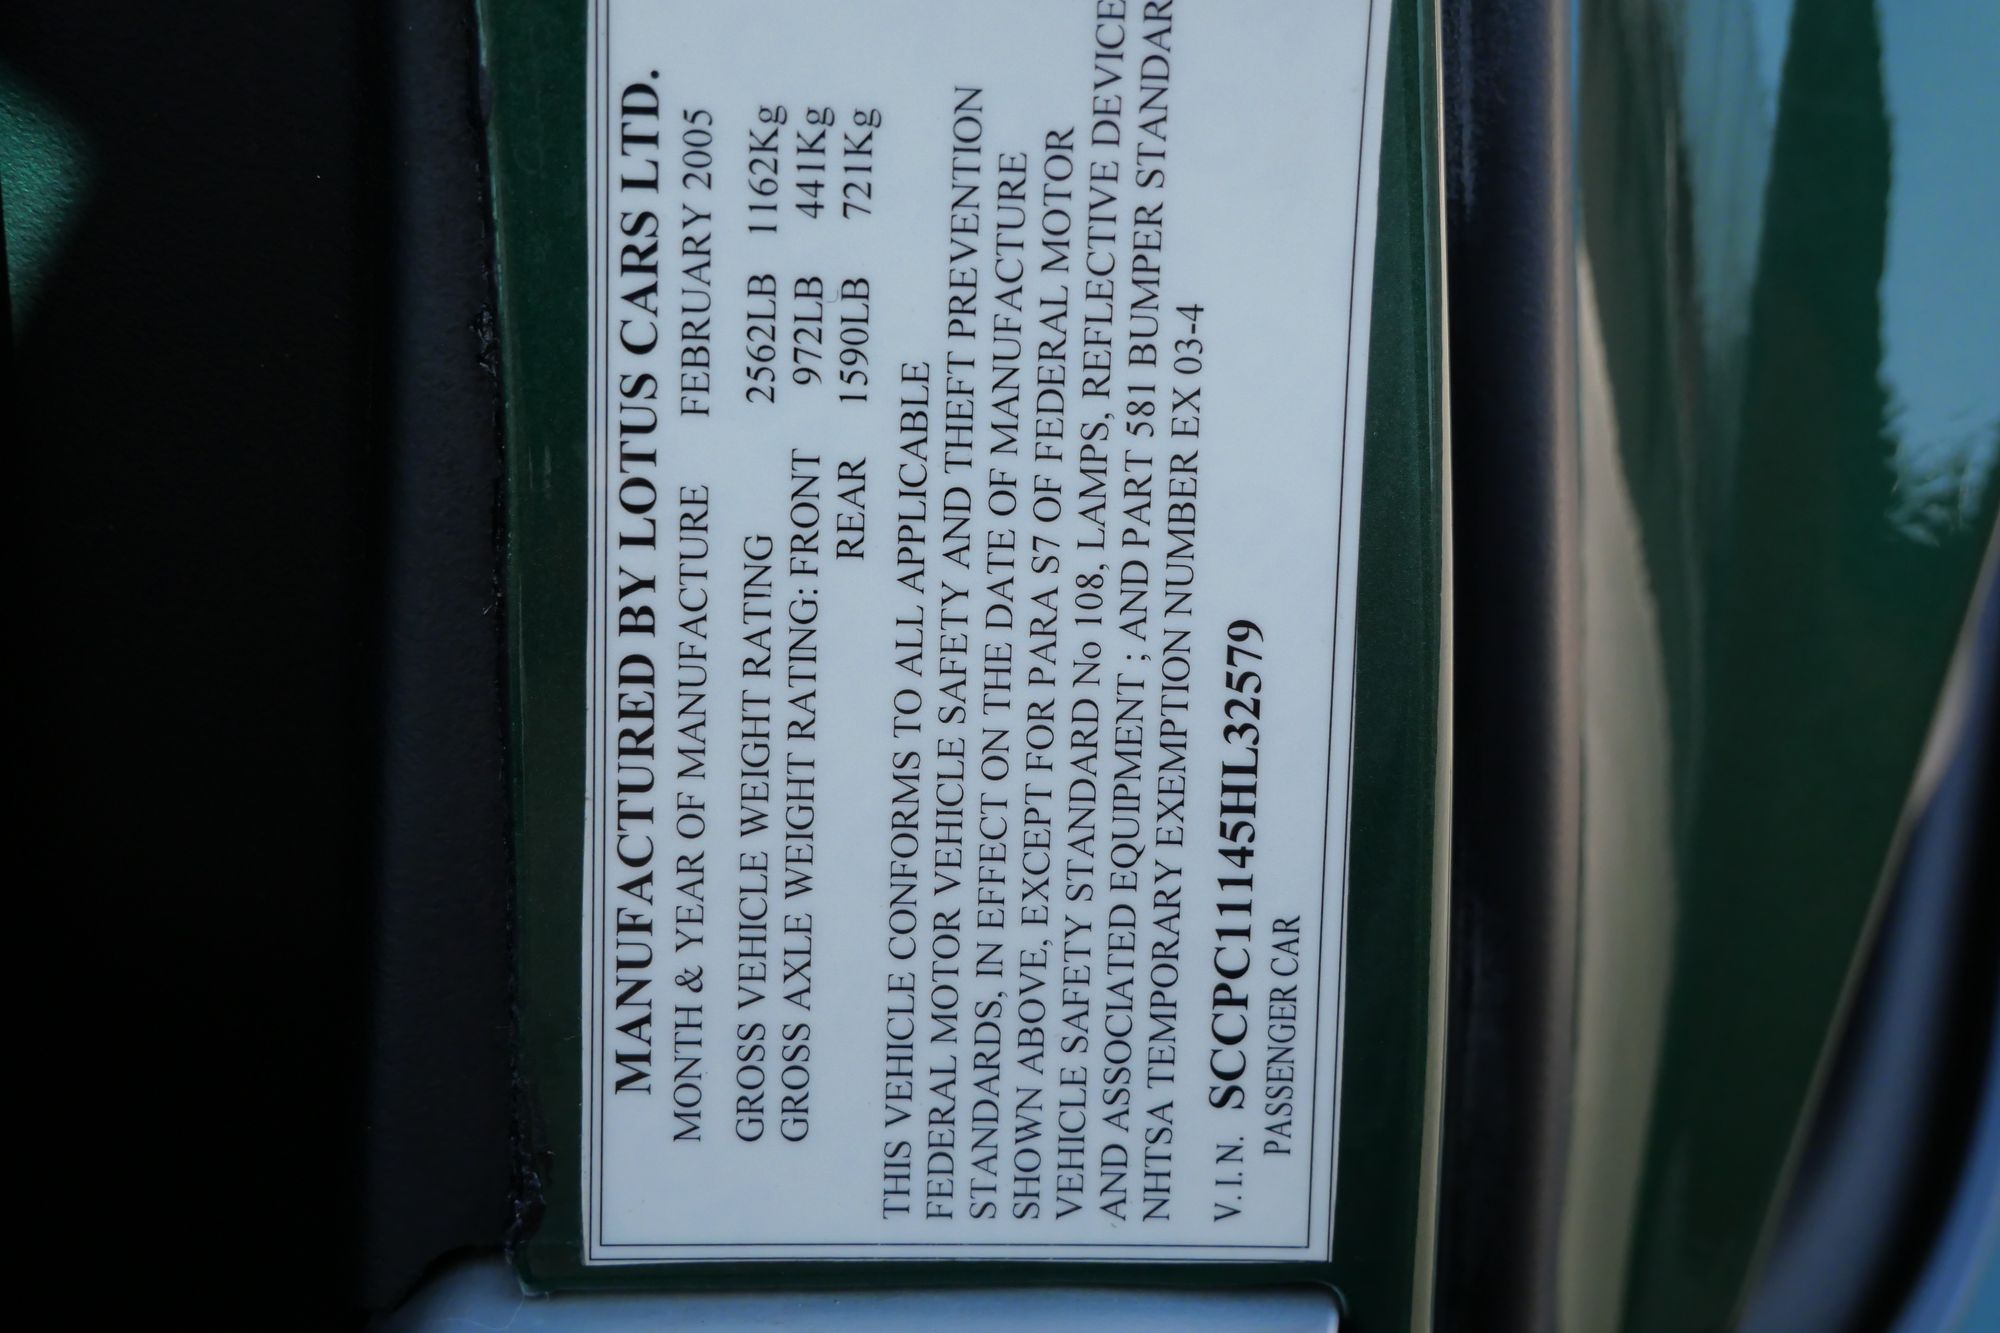 MANUFACTURED BY LOTUS CARS LTD.
MONTH & YEAR OF MANUFACTURE FEBRUARY 2005
GROSS VEHICLE WEIGHT RATING 2562LB 1162Kg
GROSS AXLE WEIGHT RATING: FRONT 972LB 441Kg
REAR 1590LB 721Kg
THIS VEHICLE CONFORMS TO ALL APPLICABLE
FEDERAL MOTOR VEHICLE SAFETY AND THEFT PREVENTION
STANDARDS, IN EFFECT ON THE DATE OF MANUFACTURE
SHOWN ABOVE, EXCEPT FOR PARA S7 OF FEDERAL MOTOR
VEHICLE SAFETY STANDARD No 108, LAMPS, REFLECTIVE DEVICE
AND ASSOCIATED EQUIPMENT ; AND PART 581 BUMPER STANDAR
NHTSA TEMPORARY EXEMPTION NUMBER EX 03-4
V.I.N. SCCPC11145HL32579
PASSENGER CAR